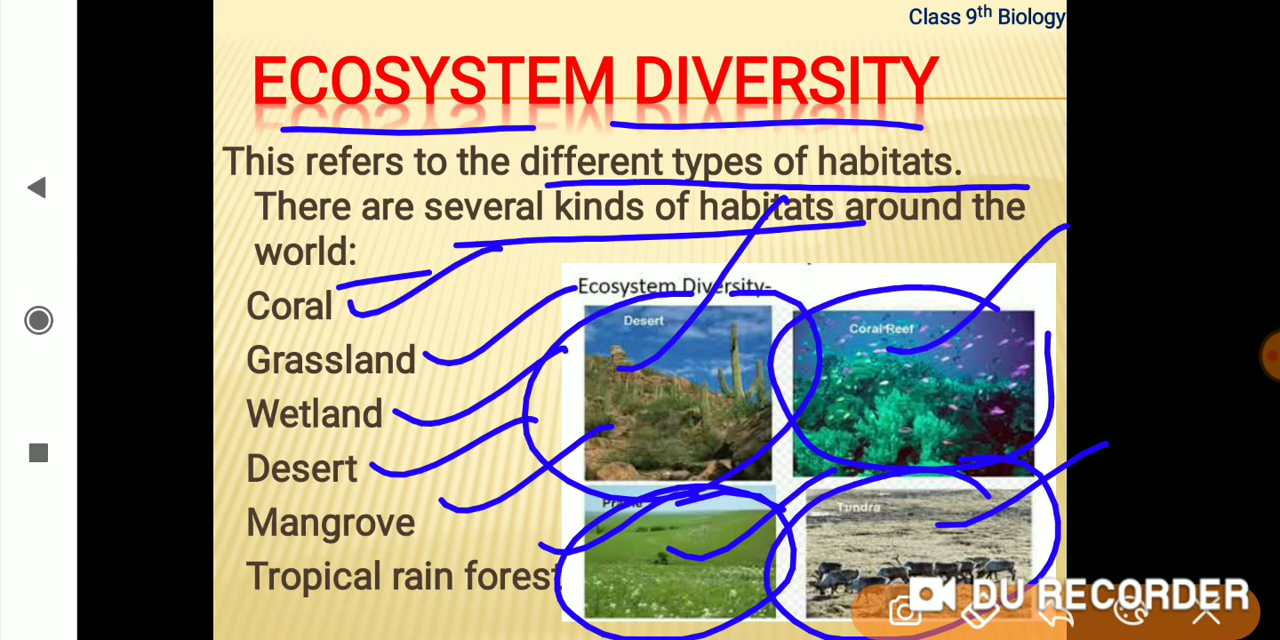 Class 9th Biology
ECOSYSTEM DIVERSITY
This refers to the different types of habitats.
There are several kinds of habitats around the
world:
Coral
Grassland
Wetland
Desert
Mangrove
Tropical rain forest
Ecosystem Diversity-
Desert
Coral Reef
Prairie
Tundra
DU RECORDER